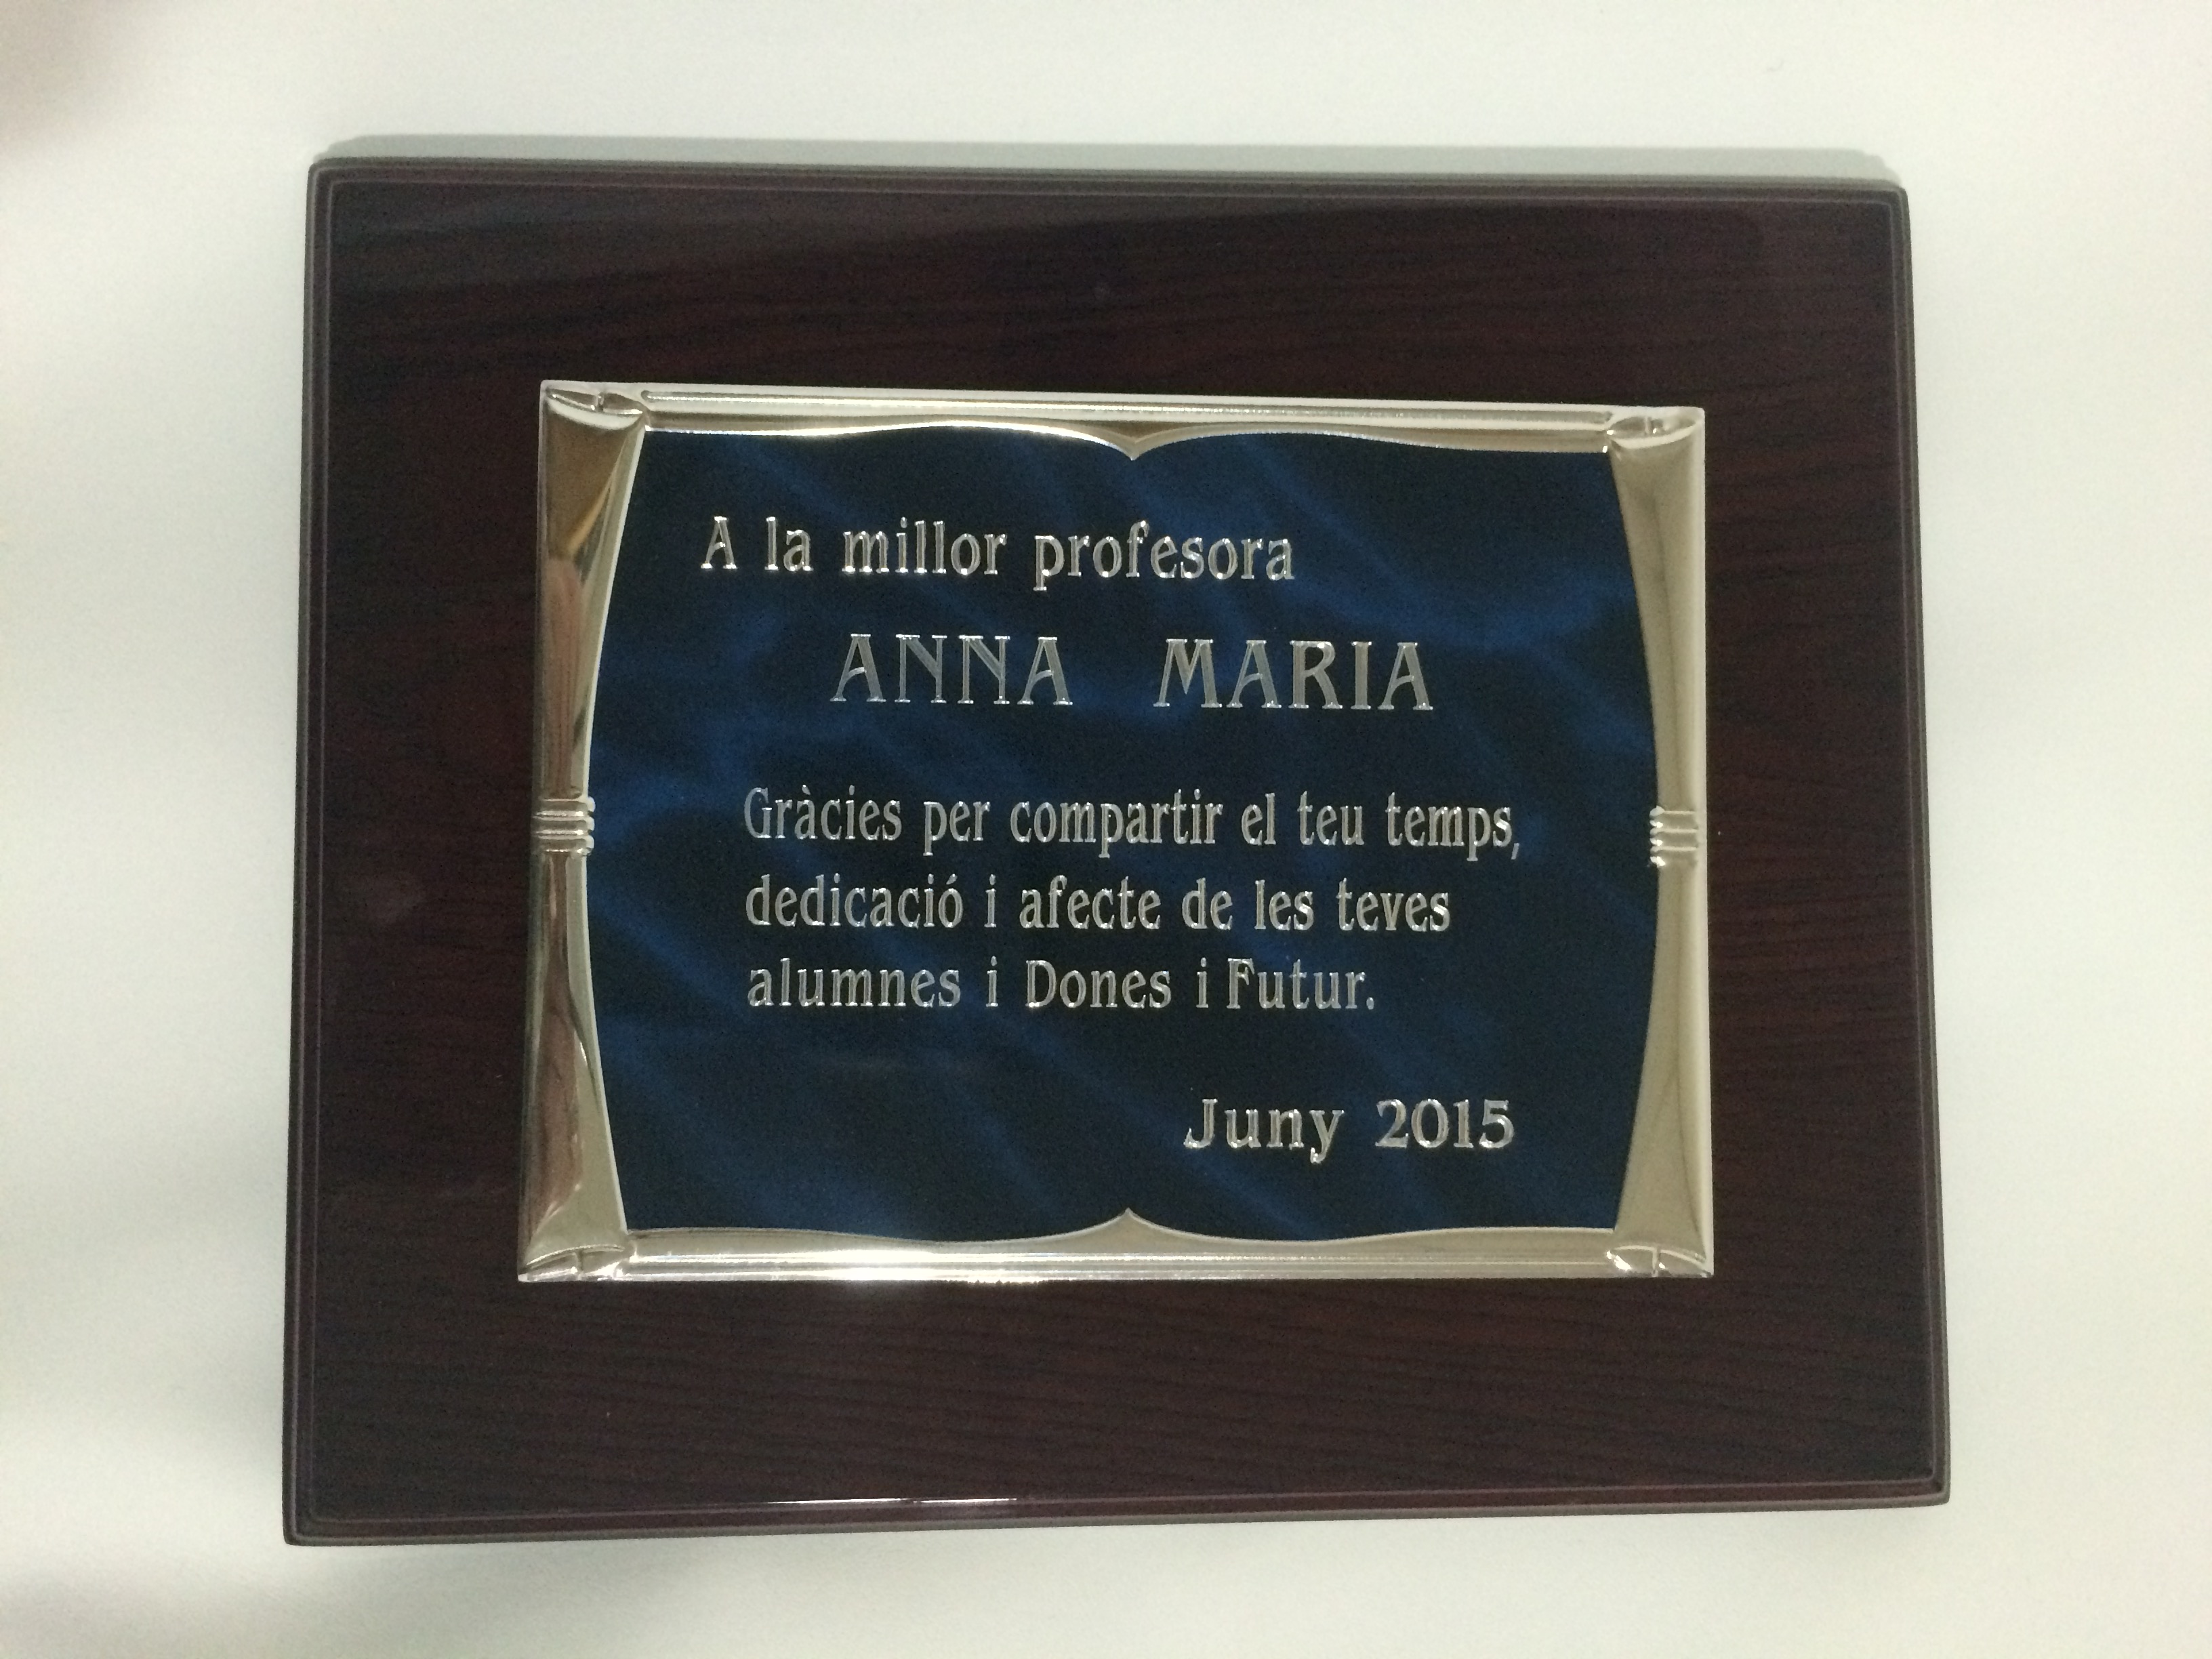 A la millor profesora
ANNA MARIA
Gràcies per compartir el teu temps,
dedicació i afecte de les teves
alumnes i Dones i Futur.
Juny 2015